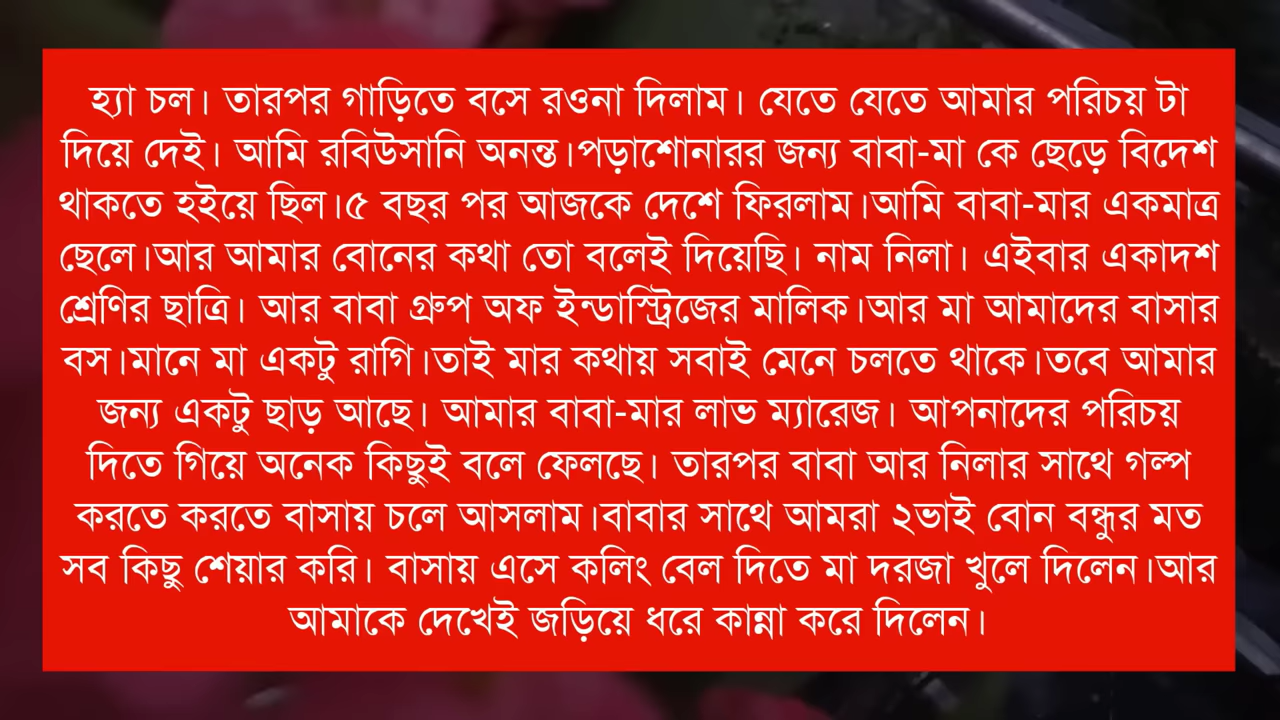 হ্যা চল। তারপর গাড়িতে বসে রওনা দিলাম। যেতে যেতে আমার পরিচয় টা
দিয়ে দেই। আমি রবিউসানি অনন্ত।পড়াশোনারর জন্য বাবা-মা কে ছেড়ে বিদেশ
থাকতে হইয়ে ছিল।৫ বছর পর আজকে দেশে ফিরলাম।আমি বাবা-মার একমাত্র
ছেলে।আর আমার বোনের কথা তো বলেই দিয়েছি। নাম নিলা। এইবার একাদশ
শ্রেণির ছাত্রি। আর বাবা গ্রুপ অফ ইন্ডাস্ট্রিজের মালিক।আর মা আমাদের বাসার
বস।মানে মা একটু রাগি।তাই মার কথায় সবাই মেনে চলতে থাকে।তবে আমার
জন্য একটু ছাড় আছে। আমার বাবা-মার লাভ ম্যারেজ। আপনাদের পরিচয়
দিতে গিয়ে অনেক কিছুই বলে ফেলছে। তারপর বাবা আর নিলার সাথে গল্প
করতে করতে বাসায় চলে আসলাম।বাবার সাথে আমরা ২ভাই বোন বন্ধুর মত
সব কিছু শেয়ার করি। বাসায় এসে কলিং বেল দিতে মা দরজা খুলে দিলেন।আর
আমাকে দেখেই জড়িয়ে ধরে কান্না করে দিলেন।